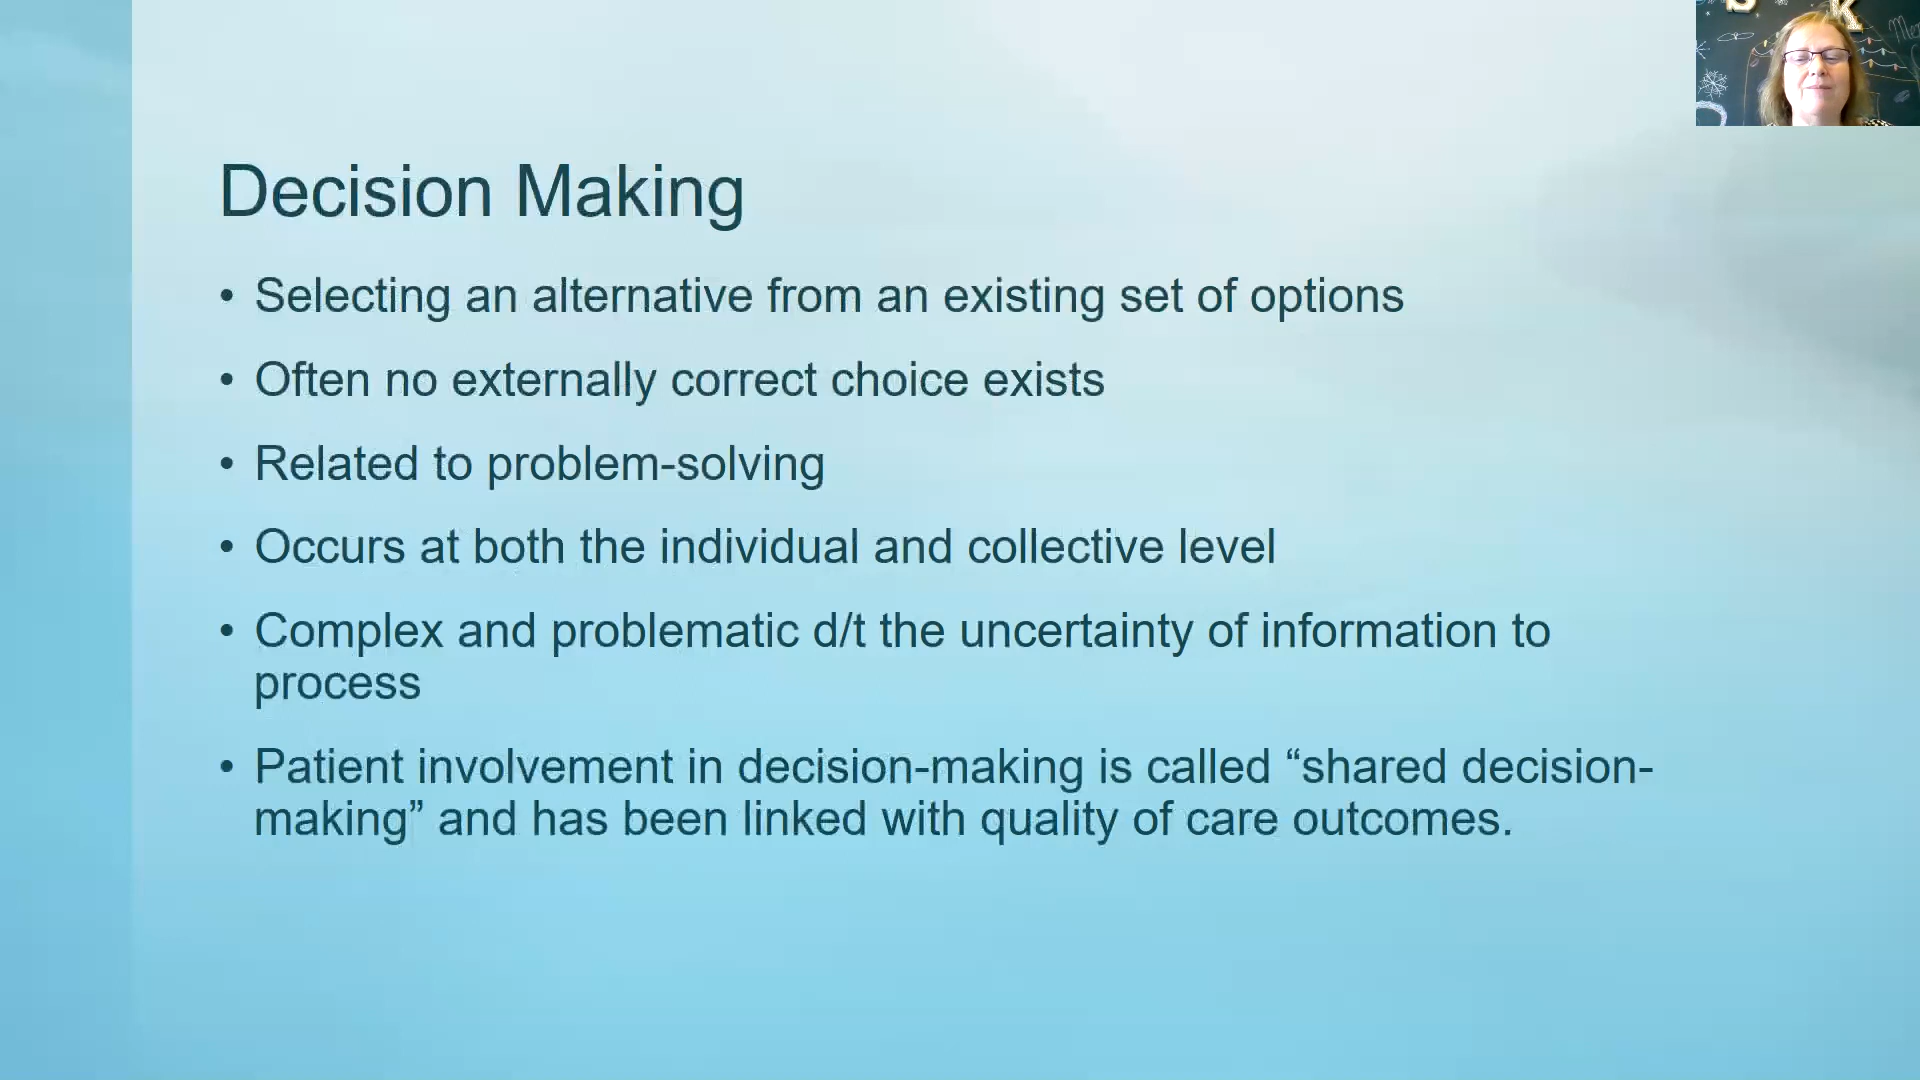 S K
Decision Making
• Selecting an alternative from an existing set of options
• Often no externally correct choice exists
• Related to problem-solving
• Occurs at both the individual and collective level
• Complex and problematic d/t the uncertainty of information to
process
• Patient involvement in decision-making is called “shared decision-
making” and has been linked with quality of care outcomes.